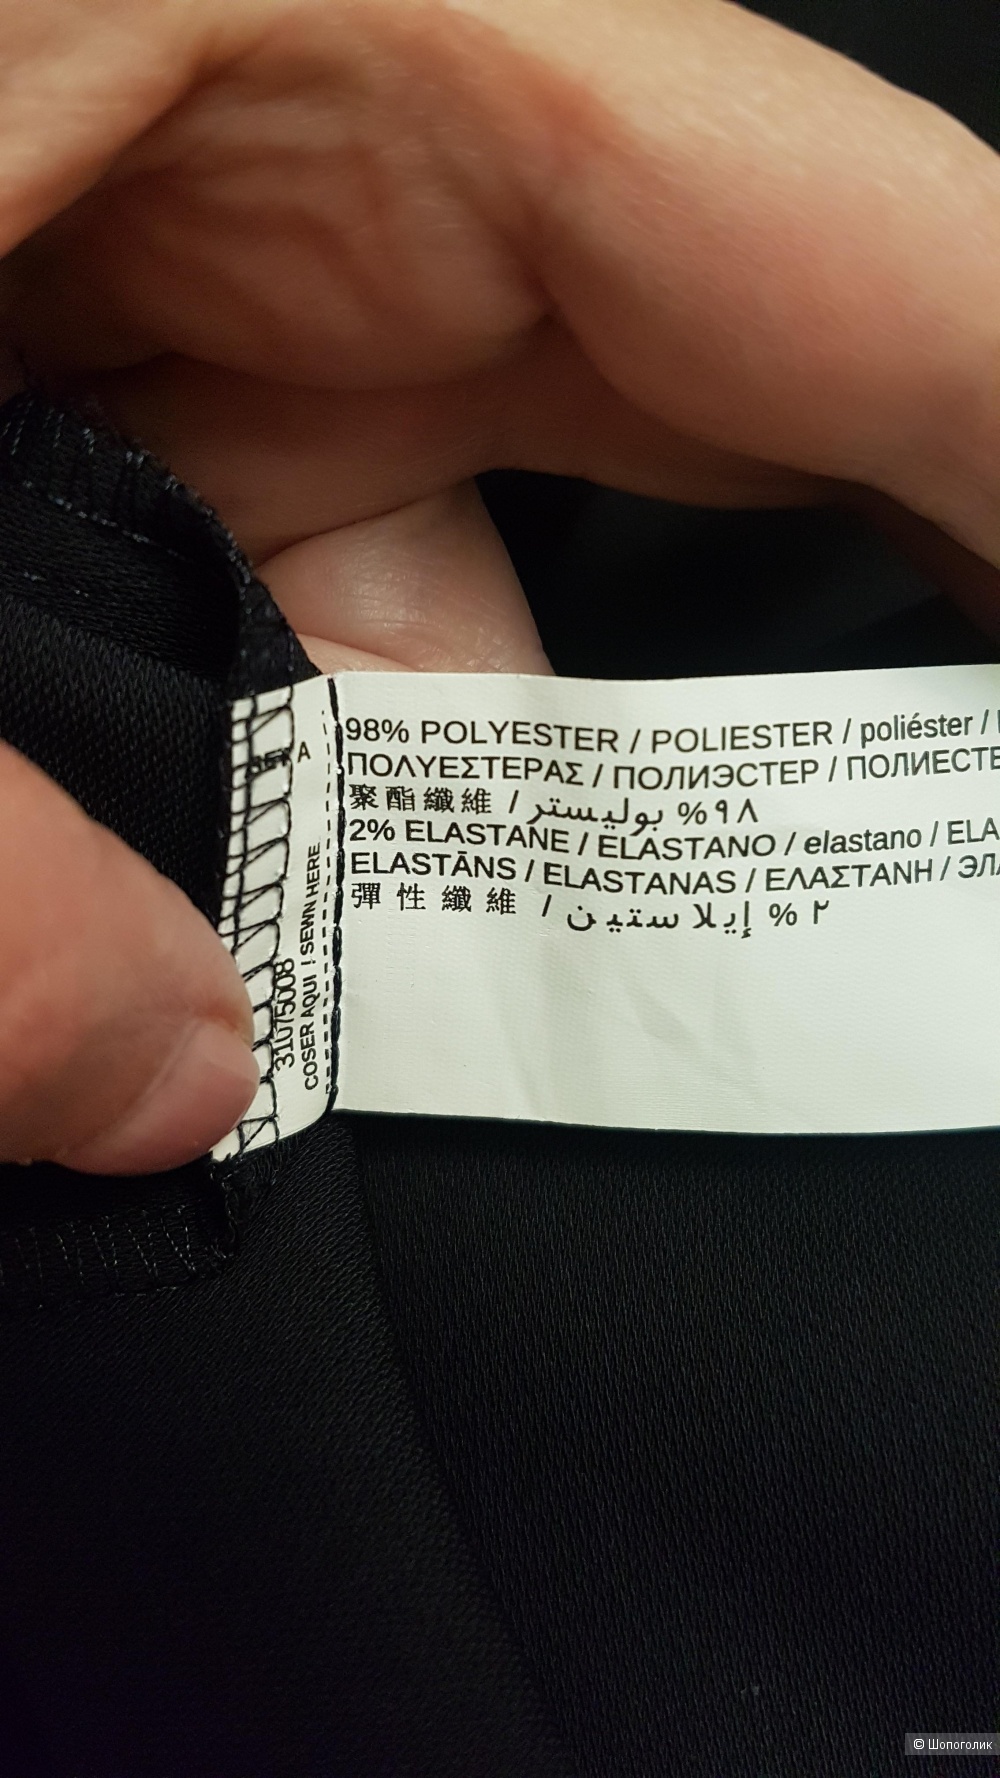 98% POLYESTER / POLIESTER / poliéster /
ΠΟΛΥΕΣΤΕΡΑΣ / ПОЛИЭСТЕР / ПОЛИЕСТЕ
聚酯纖維 / بوليستر %٩٨
2% ELASTANE / ELASTANO / elastano / ELA
ELASTĀNS / ELASTANAS / ΕΛΑΣΤΑΝΗ / ЭЛ
彈性纖維 / إيلاستين % ٢
A
31075008
COSER AQUI / SEWN HERE
© Шопоголик